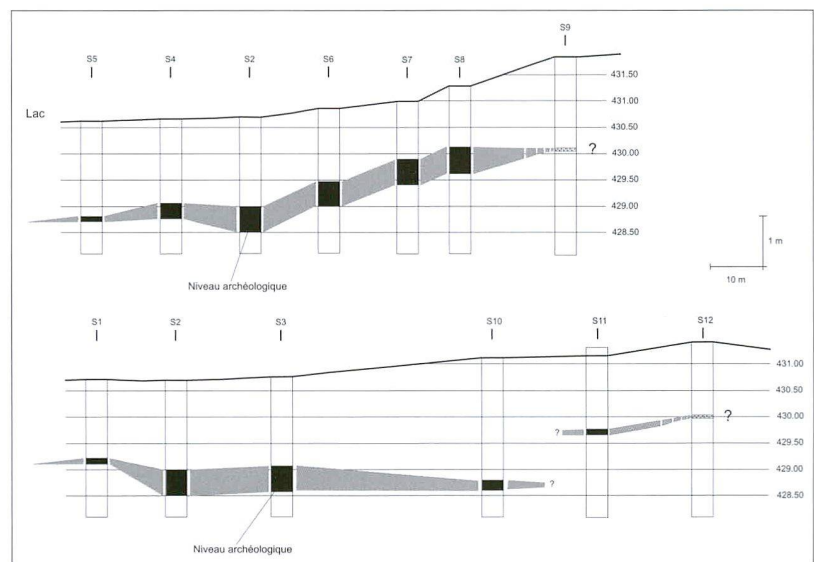 S9
S5 S4 S2 S6 S7 S8
431.50
431.00
Lac
430.50
430.00
?
429.50
429.00
428.50
Niveau archéologique
1 m
10 m
S1 S2 S3 S10 S11 S12
431.00
430.50
430.00
?
?
429.50
429.00
?
428.50
Niveau archéologique